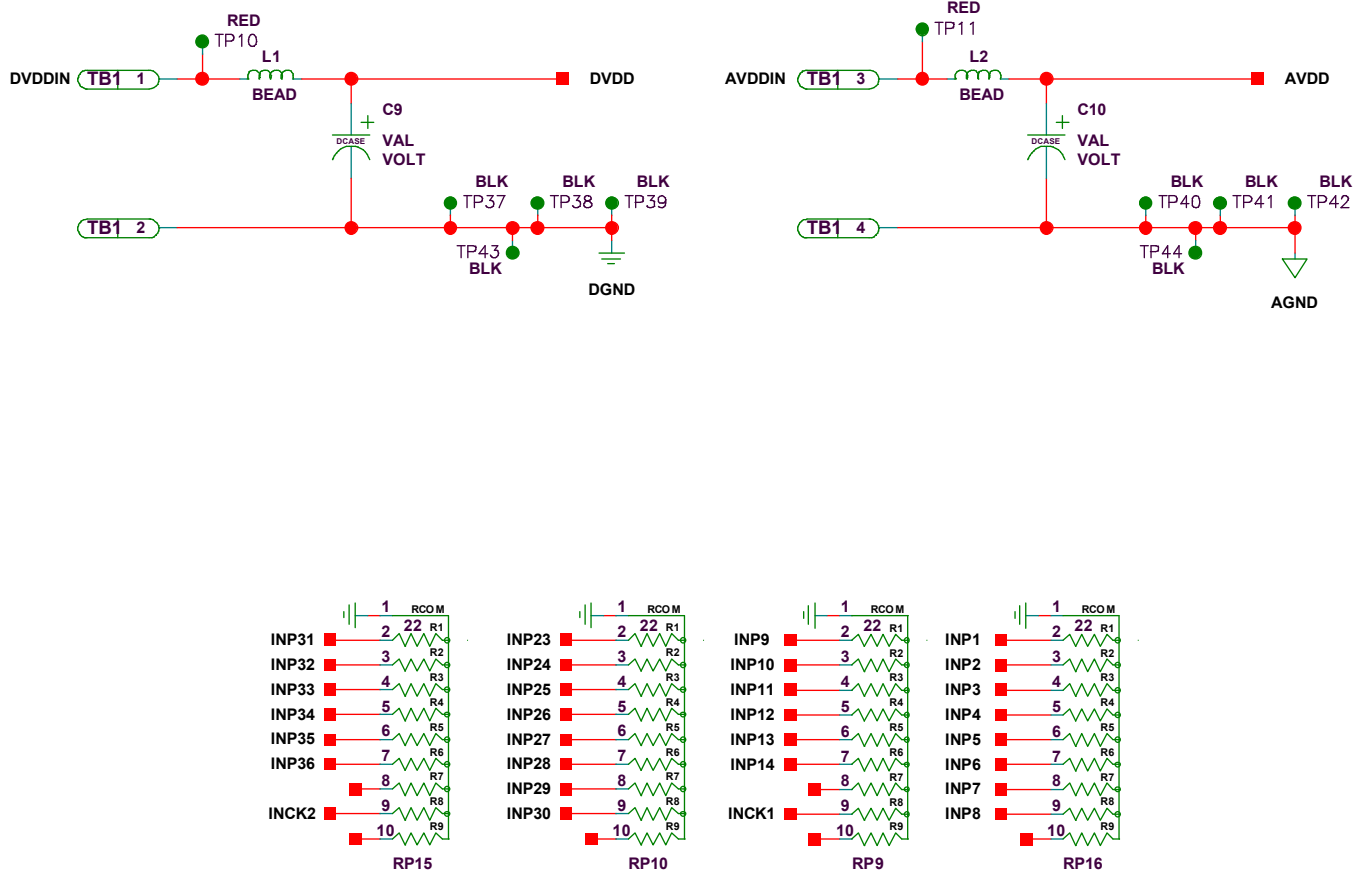 RED
TP10
L1
DVDDIN TB1 1 DVDD
BEAD
C9
+
DCASE VAL
VOLT
BLK BLK BLK
TP37 TP38 TP39
TB1 2
TP43
BLK
DGND
RED
TP11
L2
AVDDIN TB1 3 AVDD
BEAD
C10
+
DCASE VAL
VOLT
BLK BLK BLK
TP40 TP41 TP42
TB1 4
TP44
BLK
AGND
1 RCOM
22 R1
INP31 2
INP32 3 R2
INP33 4 R3
INP34 5 R4
INP35 6 R5
INP36 7 R6
8 R7
INCK2 9 R8
10 R9
RP15
1 RCOM
22 R1
INP23 2
INP24 3 R2
INP25 4 R3
INP26 5 R4
INP27 6 R5
INP28 7 R6
INP29 8 R7
INP30 9 R8
10 R9
RP10
1 RCOM
22 R1
INP9 2
INP10 3 R2
INP11 4 R3
INP12 5 R4
INP13 6 R5
INP14 7 R6
8 R7
INCK1 9 R8
10 R9
RP9
1 RCOM
22 R1
INP1 2
INP2 3 R2
INP3 4 R3
INP4 5 R4
INP5 6 R5
INP6 7 R6
INP7 8 R7
INP8 9 R8
10 R9
RP16